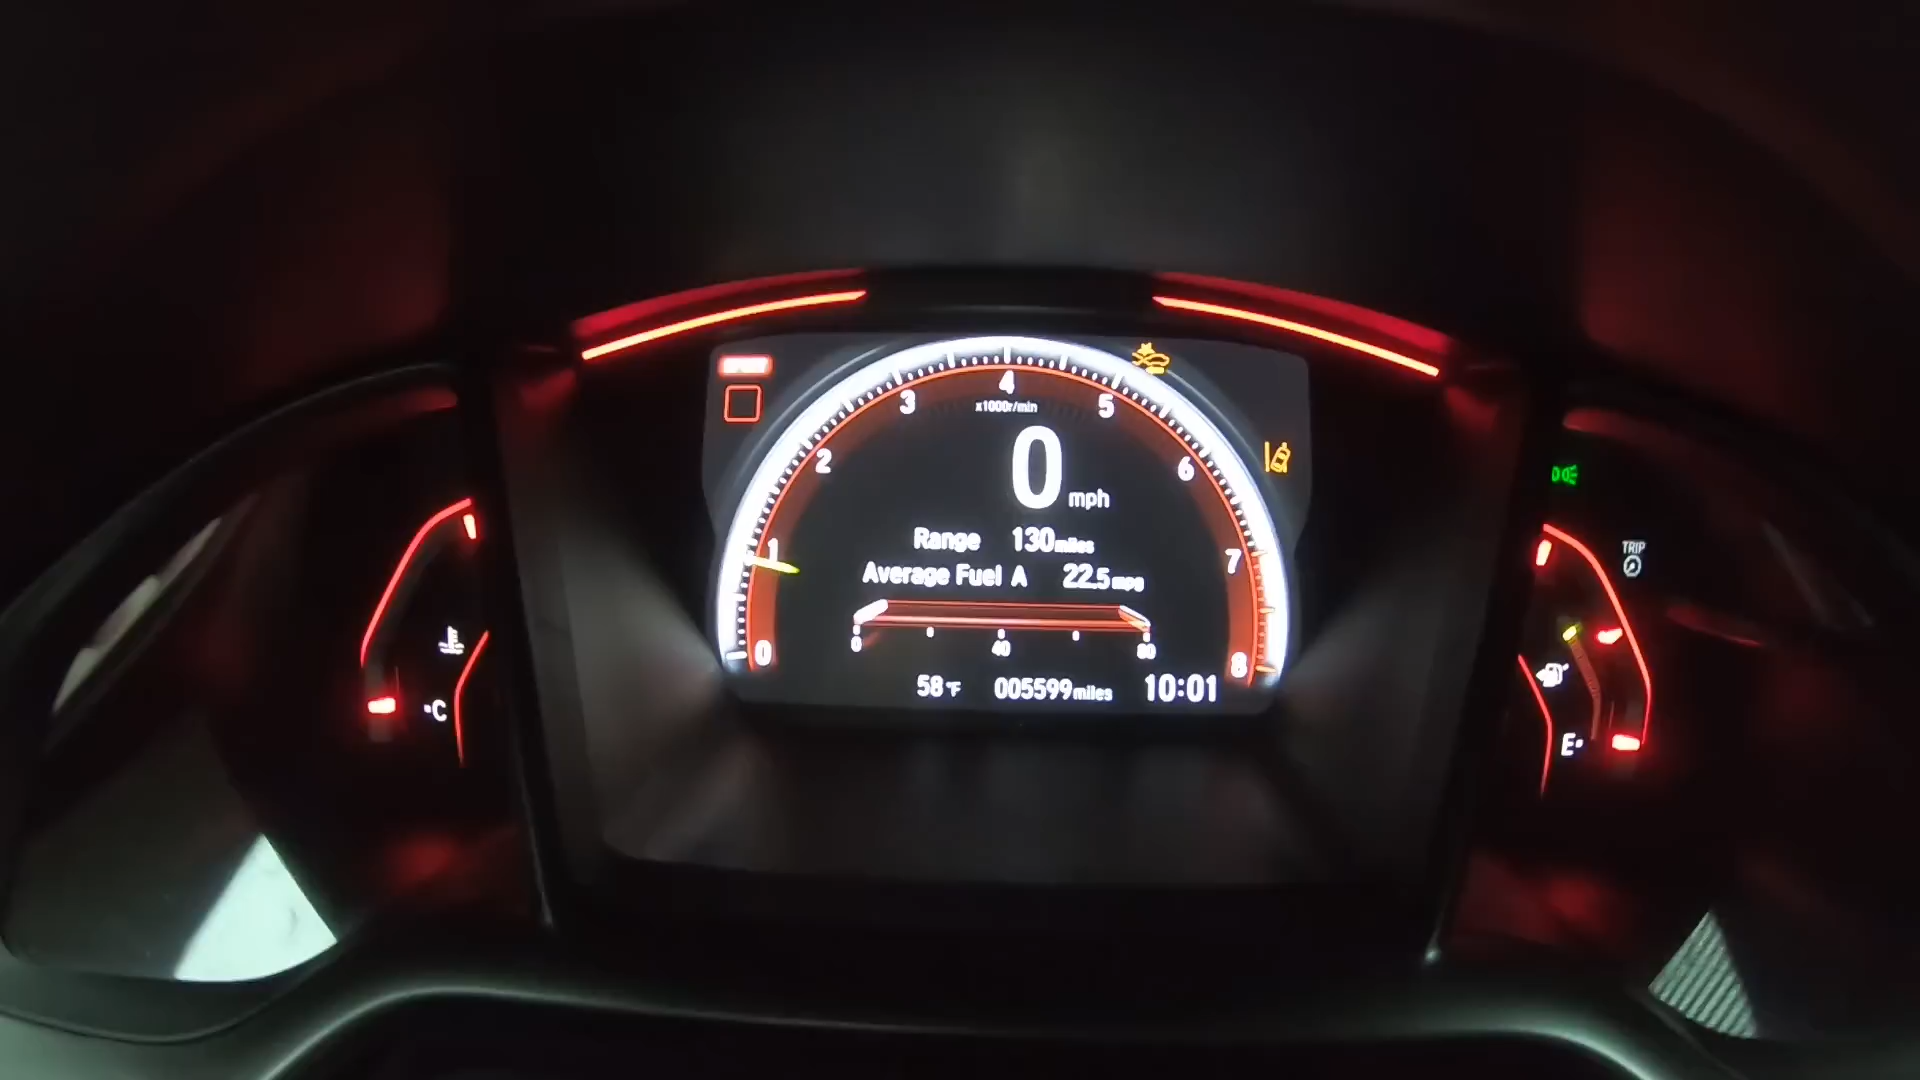 SPORT
4
3 5
x1000r/min
2 6
0 mph
1 7
Range 130 miles
Average Fuel A 22.5 mpg
0 40 80
0 8
58°F 005599 miles 10:01
C
TRIP
E